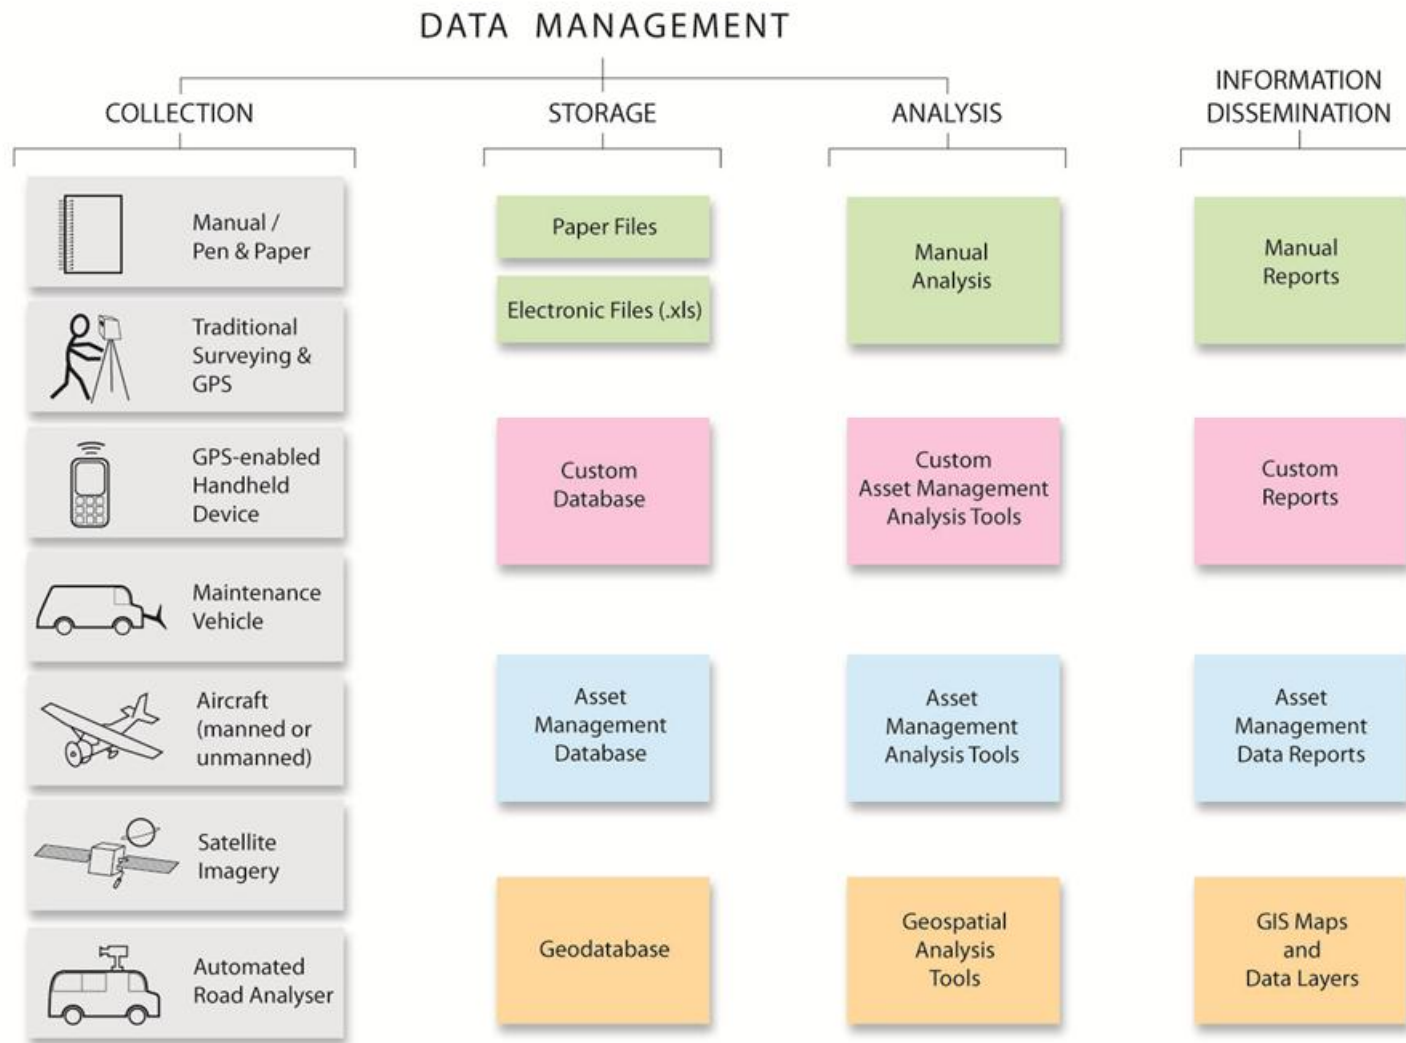 DATA MANAGEMENT
COLLECTION
STORAGE
ANALYSIS
INFORMATION
DISSEMINATION
Manual /
Pen & Paper
Traditional
Surveying &
GPS
GPS-enabled
Handheld
Device
Maintenance
Vehicle
Aircraft
(manned or
unmanned)
Satellite
Imagery
Automated
Road Analyser
Paper Files
Electronic Files (.xls)
Custom
Database
Asset
Management
Database
Geodatabase
Manual
Analysis
Custom
Asset Management
Analysis Tools
Asset
Management
Analysis Tools
Geospatial
Analysis
Tools
Manual
Reports
Custom
Reports
Asset
Management
Data Reports
GIS Maps
and
Data Layers